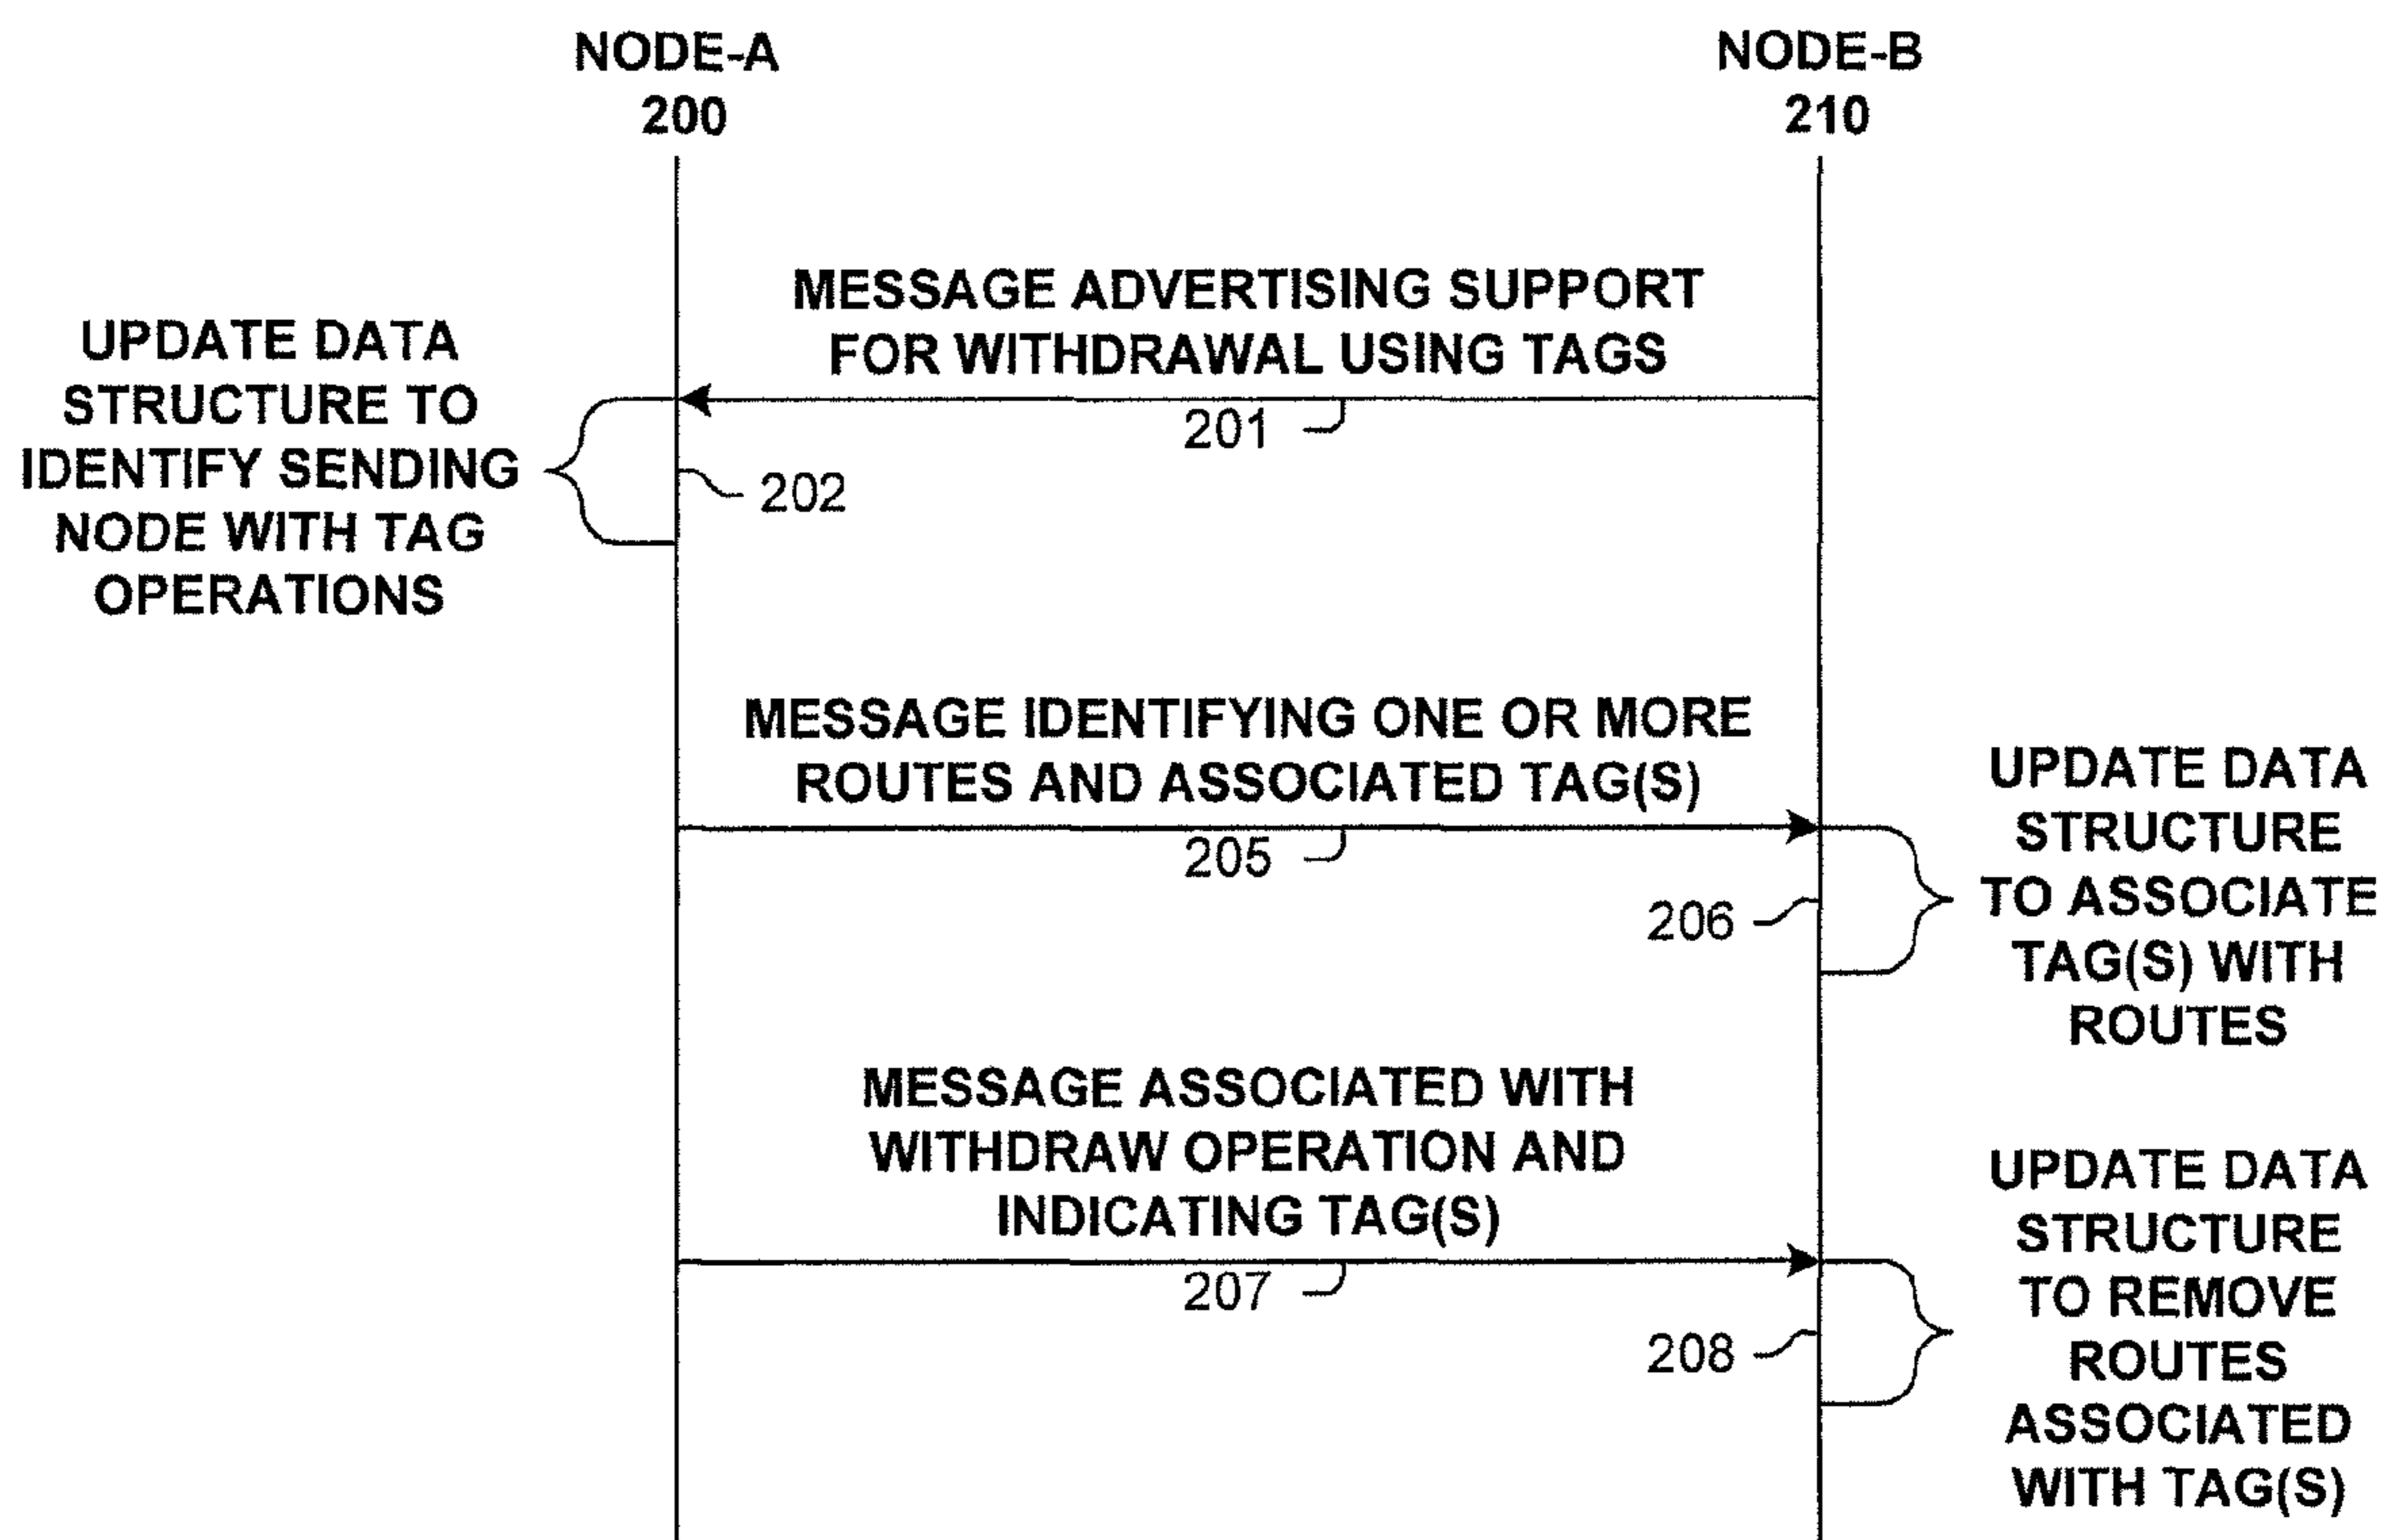 NODE-A
200
NODE-B
210
MESSAGE ADVERTISING SUPPORT
FOR WITHDRAWAL USING TAGS
201
UPDATE DATA
STRUCTURE TO
IDENTIFY SENDING
NODE WITH TAG
OPERATIONS
202
MESSAGE IDENTIFYING ONE OR MORE
ROUTES AND ASSOCIATED TAG(S)
205
206
UPDATE DATA
STRUCTURE
TO ASSOCIATE
TAG(S) WITH
ROUTES
MESSAGE ASSOCIATED WITH
WITHDRAW OPERATION AND
INDICATING TAG(S)
207
208
UPDATE DATA
STRUCTURE
TO REMOVE
ROUTES
ASSOCIATED
WITH TAG(S)